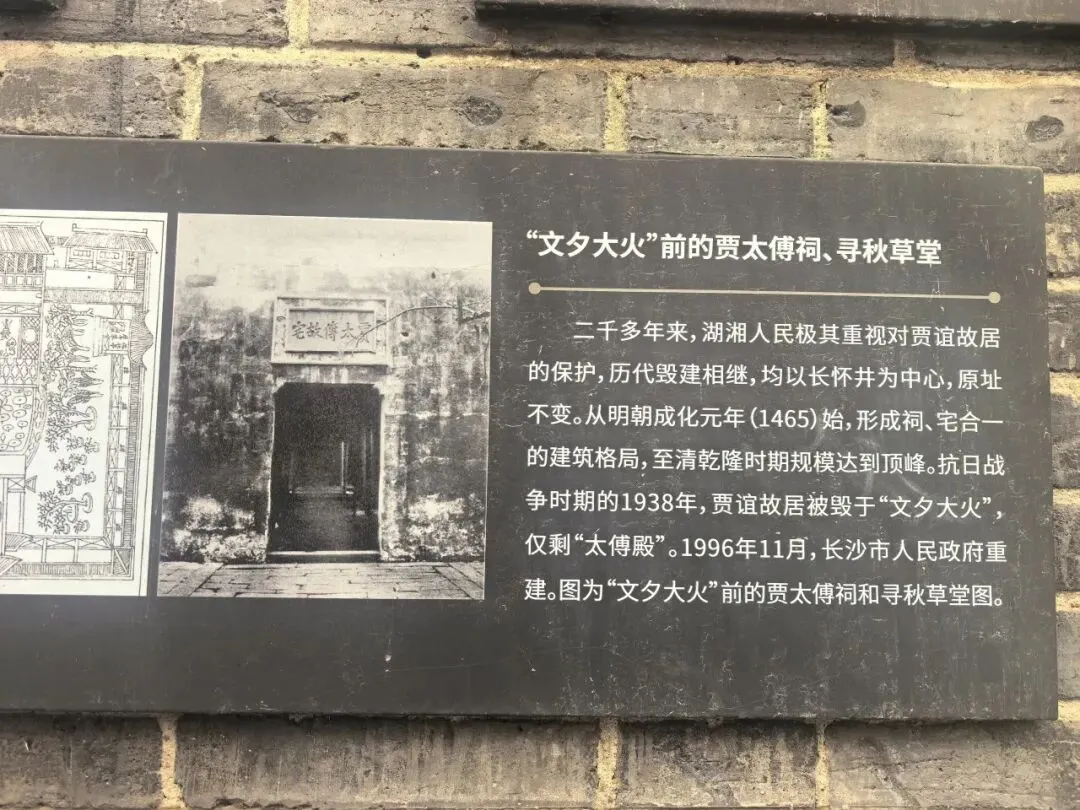 賈太傅故宅
“文夕大火”前的贾太傅祠、寻秋草堂
二千多年来，湖湘人民极其重视对贾谊故居
的保护，历代毁建相继，均以长怀井为中心，原址
不变。从明朝成化元年（1465）始，形成祠、宅合一
的建筑格局，至清乾隆时期规模达到顶峰。抗日战
争时期的1938年，贾谊故居被毁于“文夕大火”，
仅剩“太傅殿”。1996年11月，长沙市人民政府重
建。图为“文夕大火”前的贾太傅祠和寻秋草堂图。